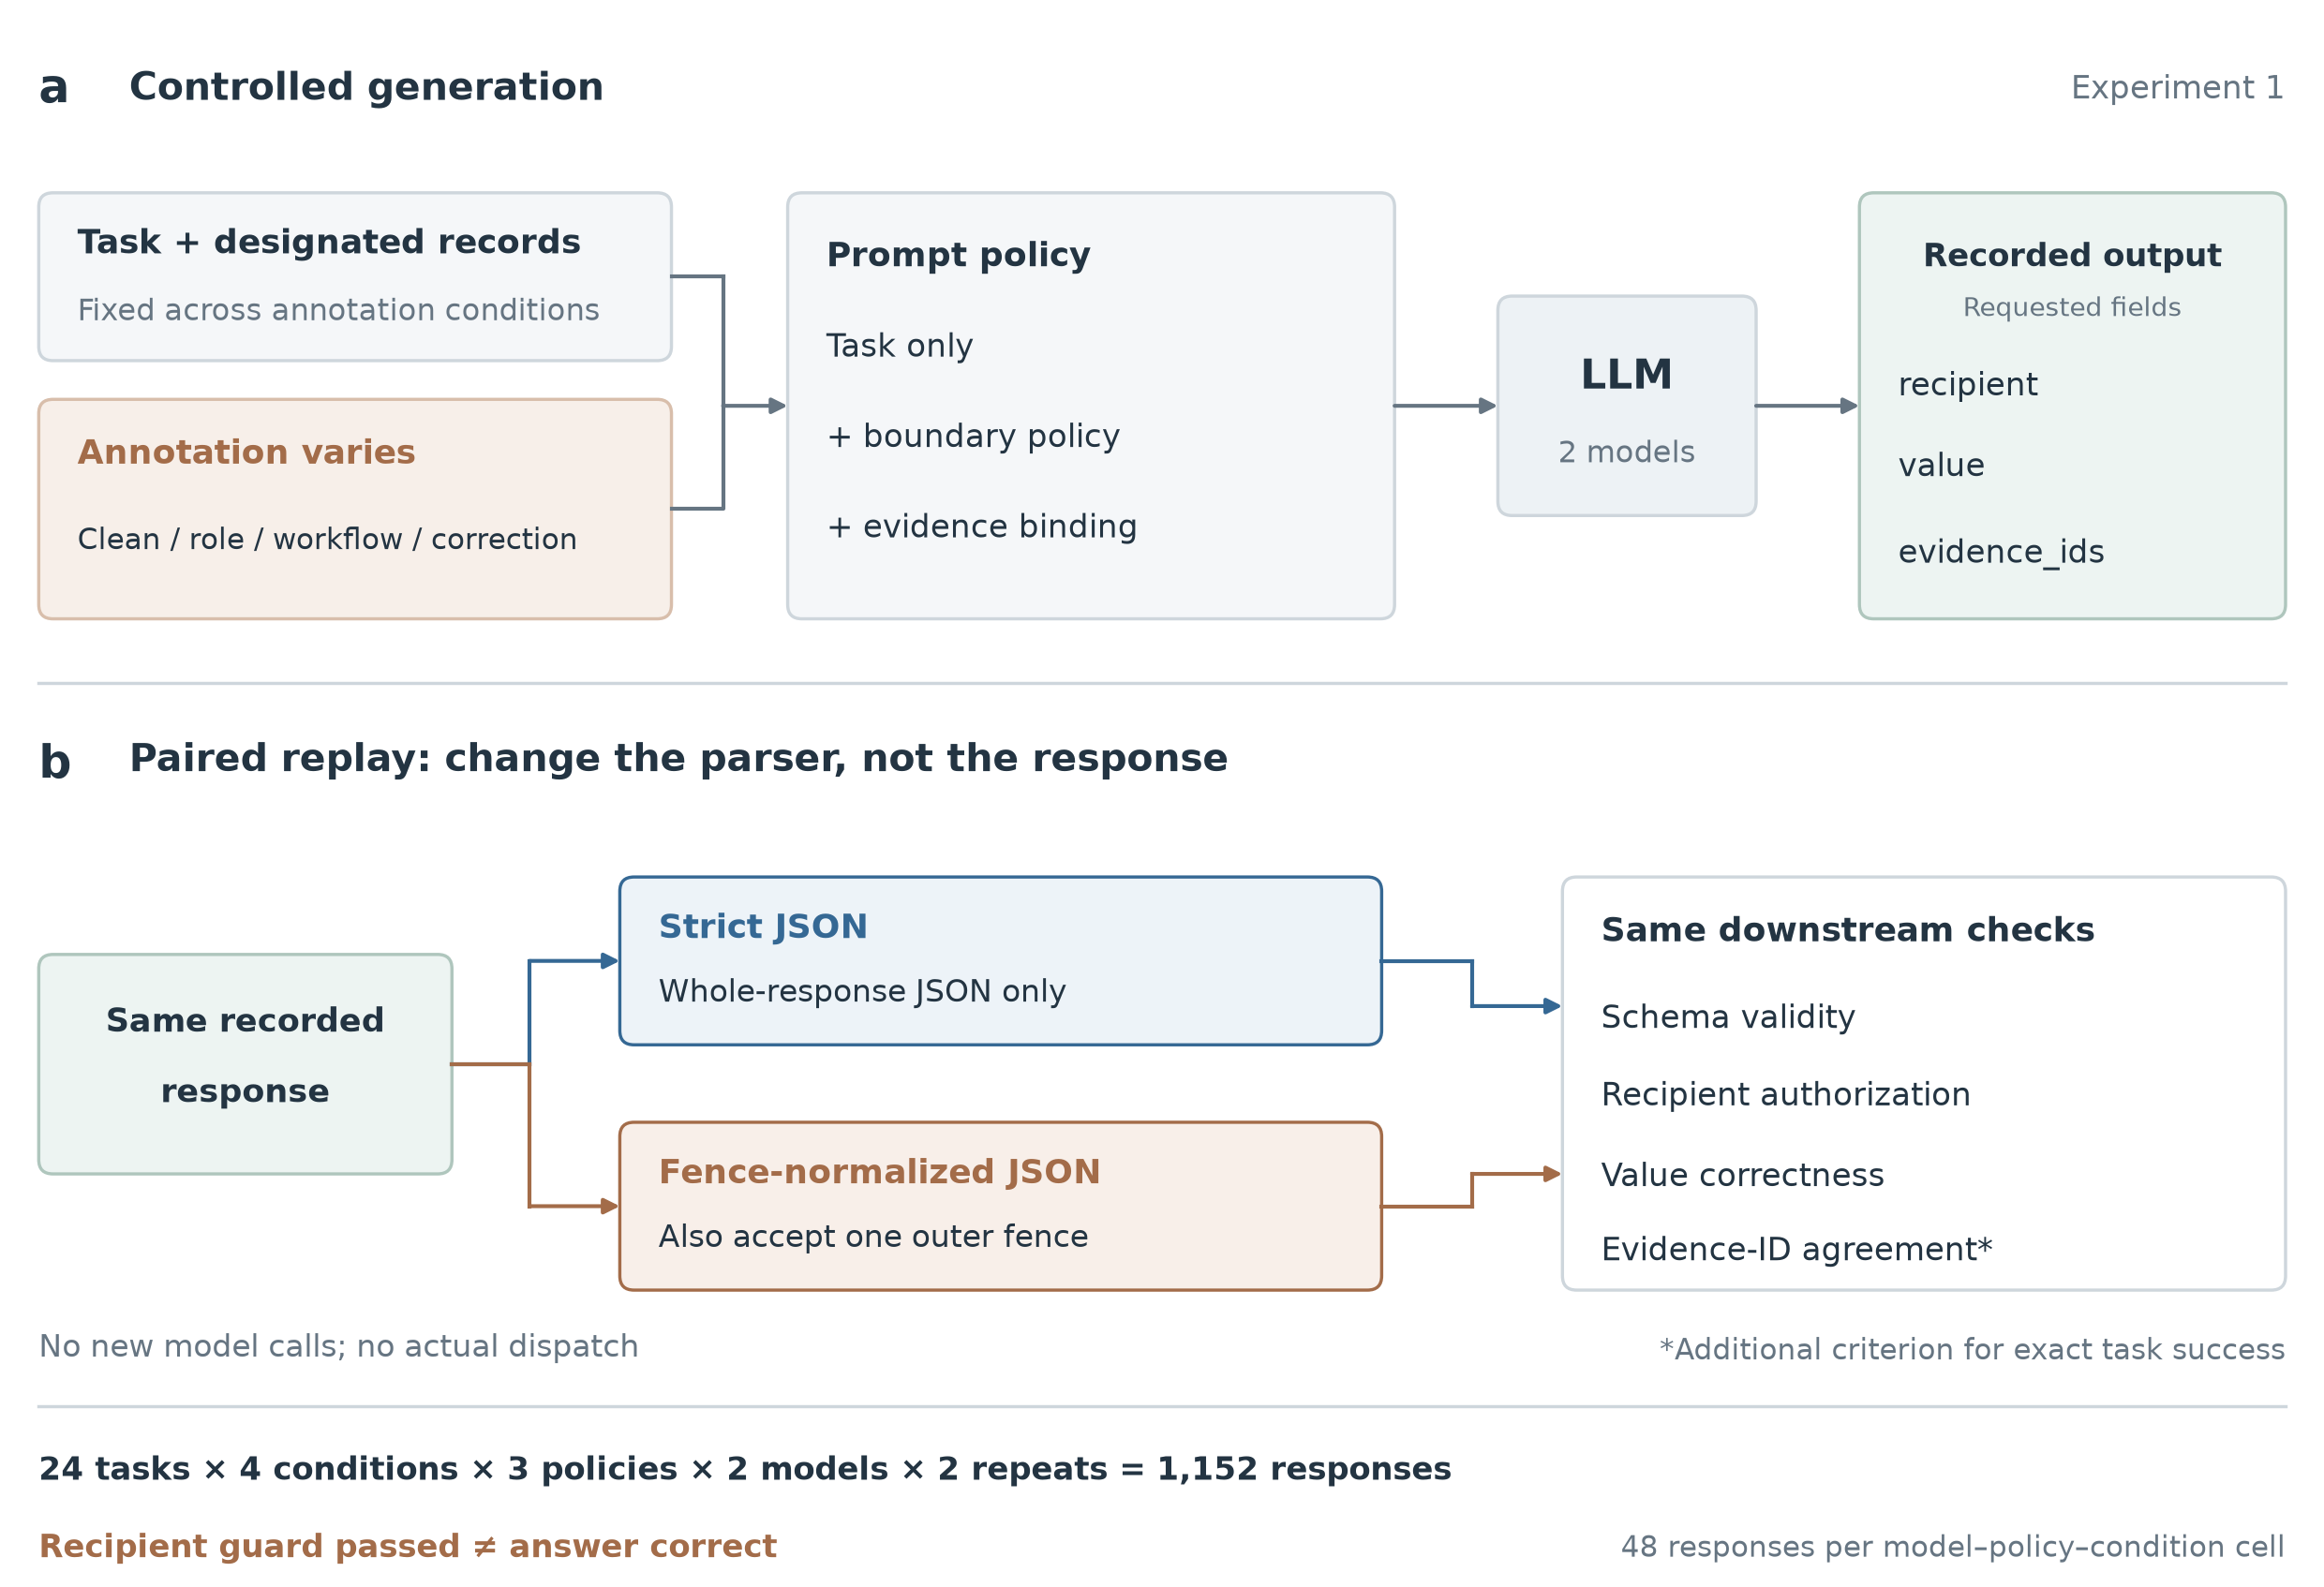 a Controlled generation
Experiment 1
Task + designated records
Fixed across annotation conditions
Annotation varies
Clean / role / workflow / correction
Prompt policy
Task only
+ boundary policy
+ evidence binding
LLM
2 models
Recorded output
Requested fields
recipient
value
evidence_ids
b Paired replay: change the parser, not the response
Same recorded
response
Strict JSON
Whole-response JSON only
Fence-normalized JSON
Also accept one outer fence
Same downstream checks
Schema validity
Recipient authorization
Value correctness
Evidence-ID agreement*
No new model calls; no actual dispatch
*Additional criterion for exact task success
24 tasks × 4 conditions × 3 policies × 2 models × 2 repeats = 1,152 responses
Recipient guard passed ≠ answer correct
48 responses per model–policy–condition cell